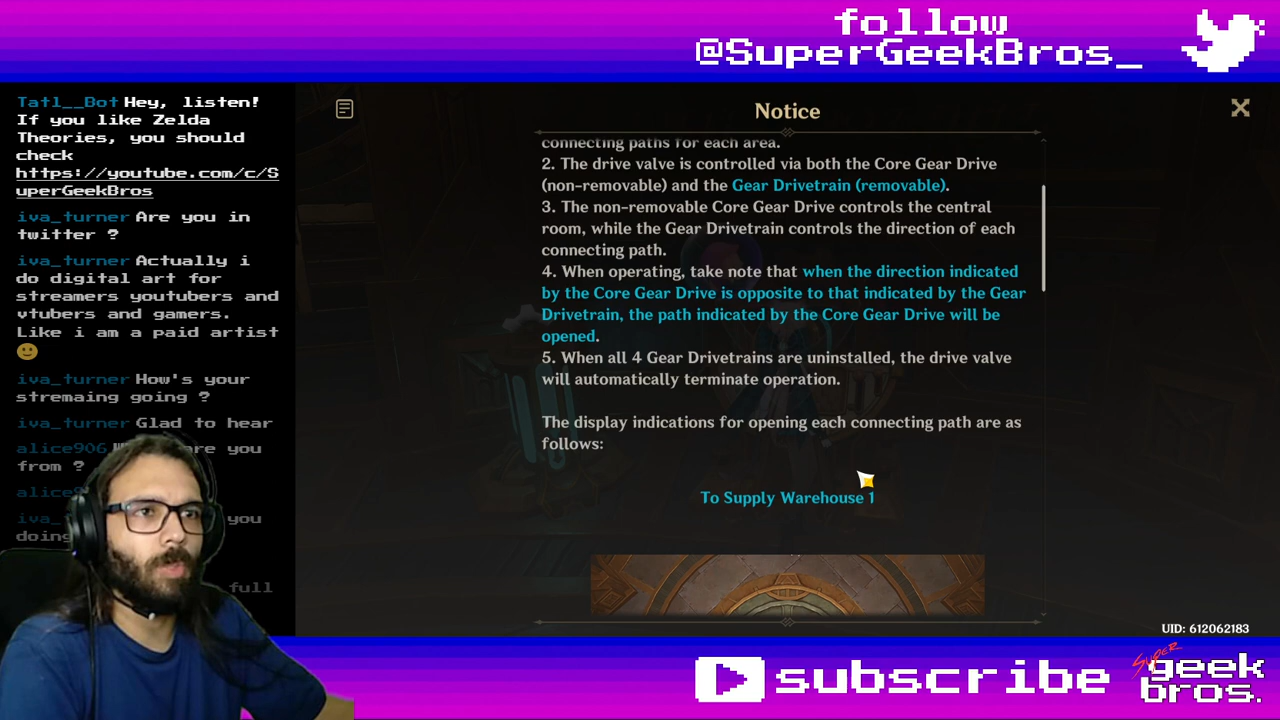 follow
@SuperGeekBros_
Tatl__Bot Hey, listen!
If you like Zelda
Theories, you should
check
https://youtube.com/c/S
uperGeekBros
iva_turner Are you in
twitter ?
iva_turner Actually i
do digital art for
streamers youtubers and
vtubers and gamers.
Like i am a paid artist
iva_turner How's your
stremaing going ?
iva_turner Glad to hear
alice906 are you
from ?
alice9
iva_ you
doing
full
Notice
connecting paths for each area.
2. The drive valve is controlled via both the Core Gear Drive
(non-removable) and the Gear Drivetrain (removable).
3. The non-removable Core Gear Drive controls the central
room, while the Gear Drivetrain controls the direction of each
connecting path.
4. When operating, take note that when the direction indicated
by the Core Gear Drive is opposite to that indicated by the Gear
Drivetrain, the path indicated by the Core Gear Drive will be
opened.
5. When all 4 Gear Drivetrains are uninstalled, the drive valve
will automatically terminate operation.
The display indications for opening each connecting path are as
follows:
To Supply Warehouse 1
UID: 612062183
subscribe
SUPER
geek
bros.